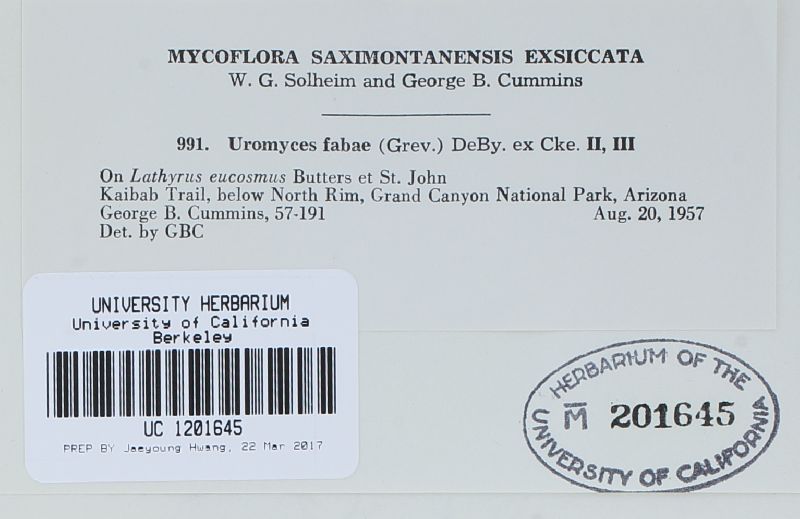 MYCOFLORA SAXIMONTANENSIS EXSICCATA
W. G. Solheim and George B. Cummins
991. Uromyces fabae (Grev.) DeBy. ex Cke. II, III
On Lathyrus eucosmus Butters et St. John
Kaibab Trail, below North Rim, Grand Canyon National Park, Arizona
George B. Cummins, 57-191 Aug. 20, 1957
Det. by GBC
UNIVERSITY HERBARIUM
University of California
Berkeley
UC 1201645
PREP BY Jaeyoung Hwang, 22 Mar 2017
HERBARIUM OF THE
M 201645
UNIVERSITY OF CALIFORNIA